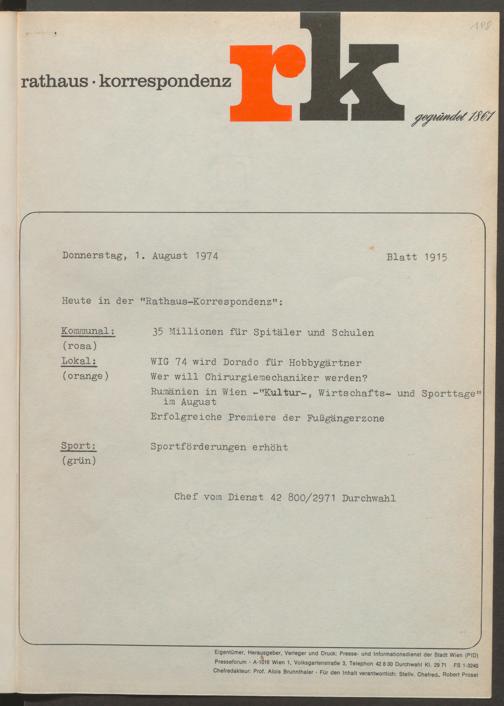 198
rathaus · korrespondenz
rk
gegründet 1861
Donnerstag, 1. August 1974 Blatt 1915
Heute in der "Rathaus-Korrespondenz":
Kommunal: 35 Millionen für Spitäler und Schulen
(rosa)
Lokal: WIG 74 wird Dorado für Hobbygärtner
(orange) Wer will Chirurgiemechaniker werden?
Rumänien in Wien -"Kultur-, Wirtschafts- und Sporttage"
im August
Erfolgreiche Premiere der Fußgängerzone
Sport: Sportförderungen erhöht
(grün)
Chef vom Dienst 42 800/2971 Durchwahl
Eigentümer, Herausgeber, Verleger und Druck: Presse- und Informationsdienst der Stadt Wien (PID)
Presseforum - A-1016 Wien 1, Volksgartenstraße 3, Telephon 42 8 00 Durchwahl Kl. 29 71 FS 1-3240
Chefredakteur: Prof. Alois Brunnthaler - Für den Inhalt verantwortlich: Stellv. Chefred. Robert Prosel